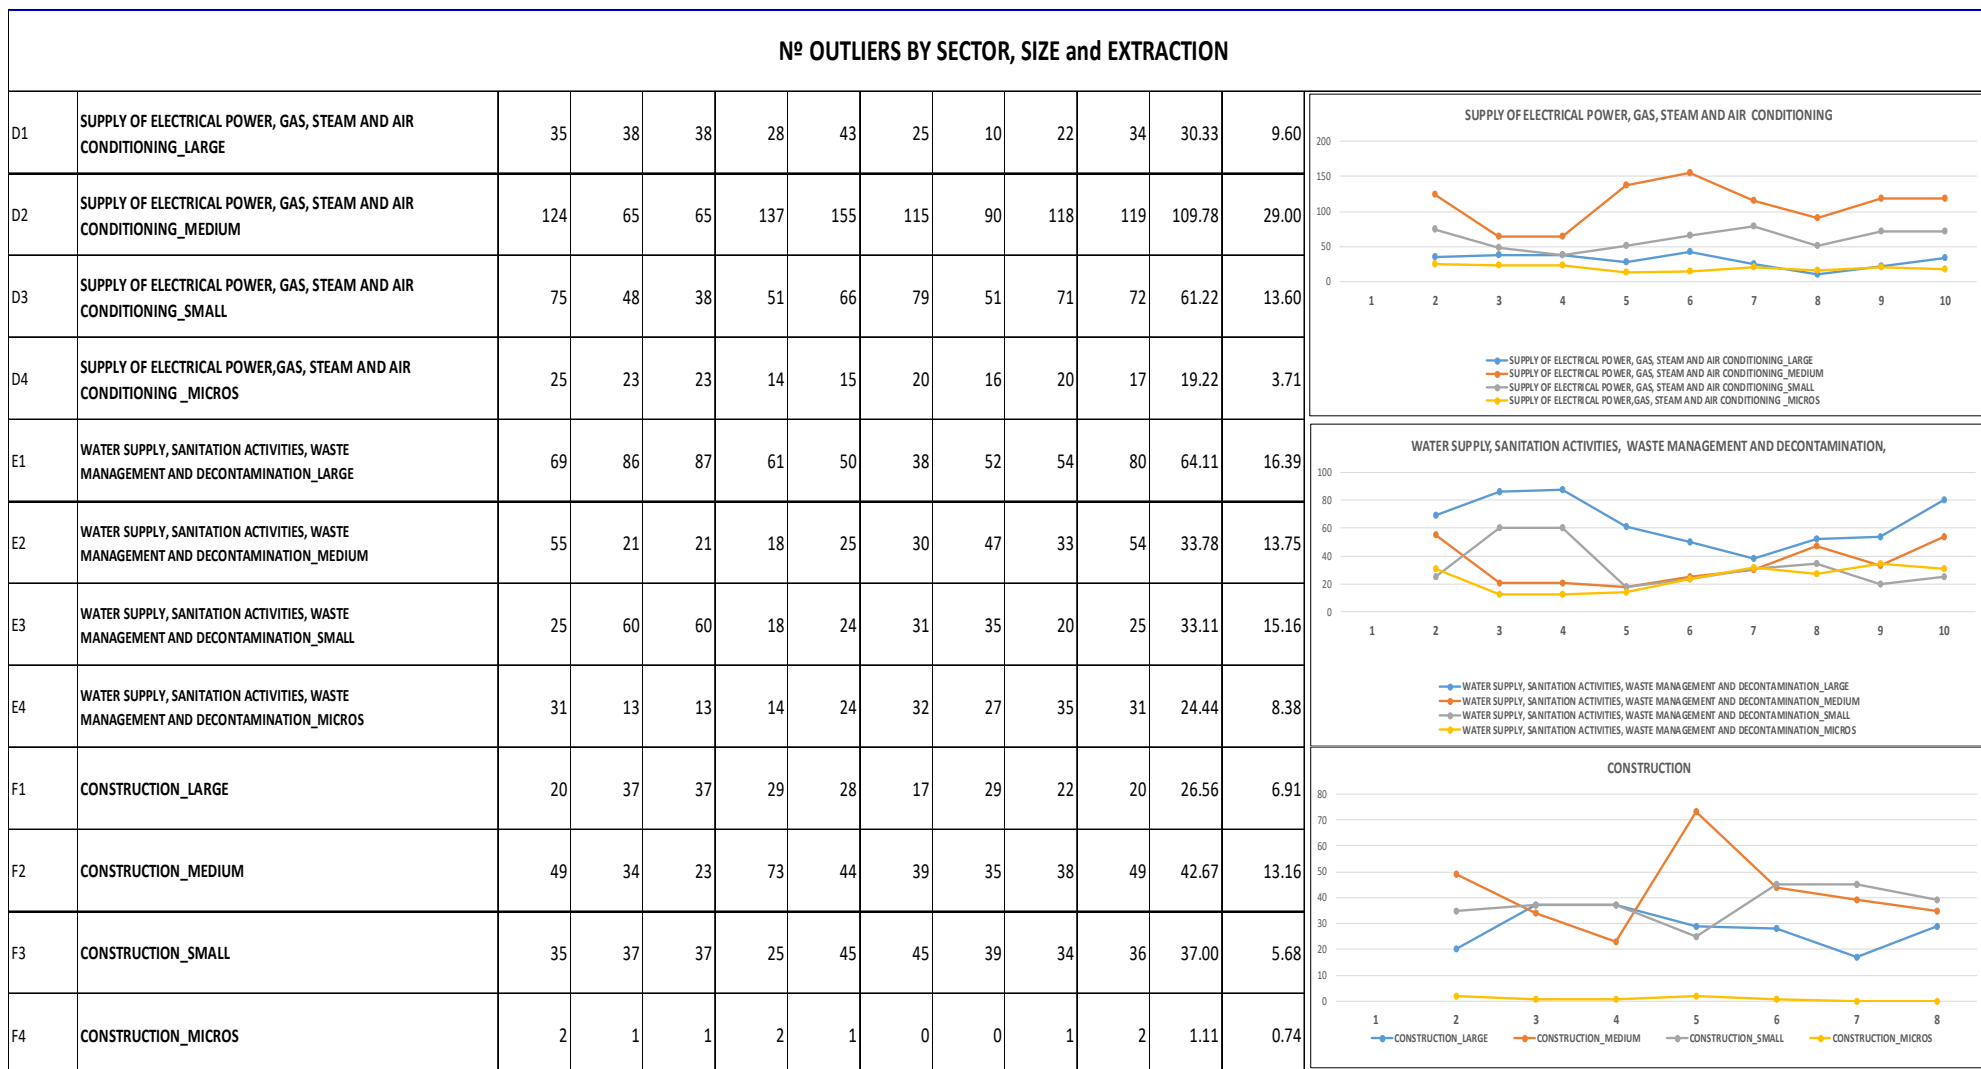 Nº OUTLIERS BY SECTOR, SIZE and EXTRACTION
D1 SUPPLY OF ELECTRICAL POWER, GAS, STEAM AND AIR CONDITIONING_LARGE 35 38 38 28 43 25 10 22 34 30.33 9.60
D2 SUPPLY OF ELECTRICAL POWER, GAS, STEAM AND AIR CONDITIONING_MEDIUM 124 65 65 137 155 115 90 118 119 109.78 29.00
D3 SUPPLY OF ELECTRICAL POWER, GAS, STEAM AND AIR CONDITIONING_SMALL 75 48 38 51 66 79 51 71 72 61.22 13.60
D4 SUPPLY OF ELECTRICAL POWER,GAS, STEAM AND AIR CONDITIONING _MICROS 25 23 23 14 15 20 16 20 17 19.22 3.71
E1 WATER SUPPLY, SANITATION ACTIVITIES, WASTE MANAGEMENT AND DECONTAMINATION_LARGE 69 86 87 61 50 38 52 54 80 64.11 16.39
E2 WATER SUPPLY, SANITATION ACTIVITIES, WASTE MANAGEMENT AND DECONTAMINATION_MEDIUM 55 21 21 18 25 30 47 33 54 33.78 13.75
E3 WATER SUPPLY, SANITATION ACTIVITIES, WASTE MANAGEMENT AND DECONTAMINATION_SMALL 25 60 60 18 24 31 35 20 25 33.11 15.16
E4 WATER SUPPLY, SANITATION ACTIVITIES, WASTE MANAGEMENT AND DECONTAMINATION_MICROS 31 13 13 14 24 32 27 35 31 24.44 8.38
F1 CONSTRUCTION_LARGE 20 37 37 29 28 17 29 22 20 26.56 6.91
F2 CONSTRUCTION_MEDIUM 49 34 23 73 44 39 35 38 49 42.67 13.16
F3 CONSTRUCTION_SMALL 35 37 37 25 45 45 39 34 36 37.00 5.68
F4 CONSTRUCTION_MICROS 2 1 1 2 1 0 0 1 2 1.11 0.74
SUPPLY OF ELECTRICAL POWER, GAS, STEAM AND AIR CONDITIONING
200
150
100
50
0
1 2 3 4 5 6 7 8 9 10
SUPPLY OF ELECTRICAL POWER, GAS, STEAM AND AIR CONDITIONING_LARGE
SUPPLY OF ELECTRICAL POWER, GAS, STEAM AND AIR CONDITIONING_MEDIUM
SUPPLY OF ELECTRICAL POWER, GAS, STEAM AND AIR CONDITIONING_SMALL
SUPPLY OF ELECTRICAL POWER,GAS, STEAM AND AIR CONDITIONING _MICROS
WATER SUPPLY, SANITATION ACTIVITIES, WASTE MANAGEMENT AND DECONTAMINATION,
100
80
60
40
20
0
1 2 3 4 5 6 7 8 9 10
WATER SUPPLY, SANITATION ACTIVITIES, WASTE MANAGEMENT AND DECONTAMINATION_LARGE
WATER SUPPLY, SANITATION ACTIVITIES, WASTE MANAGEMENT AND DECONTAMINATION_MEDIUM
WATER SUPPLY, SANITATION ACTIVITIES, WASTE MANAGEMENT AND DECONTAMINATION_SMALL
WATER SUPPLY, SANITATION ACTIVITIES, WASTE MANAGEMENT AND DECONTAMINATION_MICROS
CONSTRUCTION
80
70
60
50
40
30
20
10
0
1 2 3 4 5 6 7 8
CONSTRUCTION_LARGE CONSTRUCTION_MEDIUM CONSTRUCTION_SMALL CONSTRUCTION_MICROS